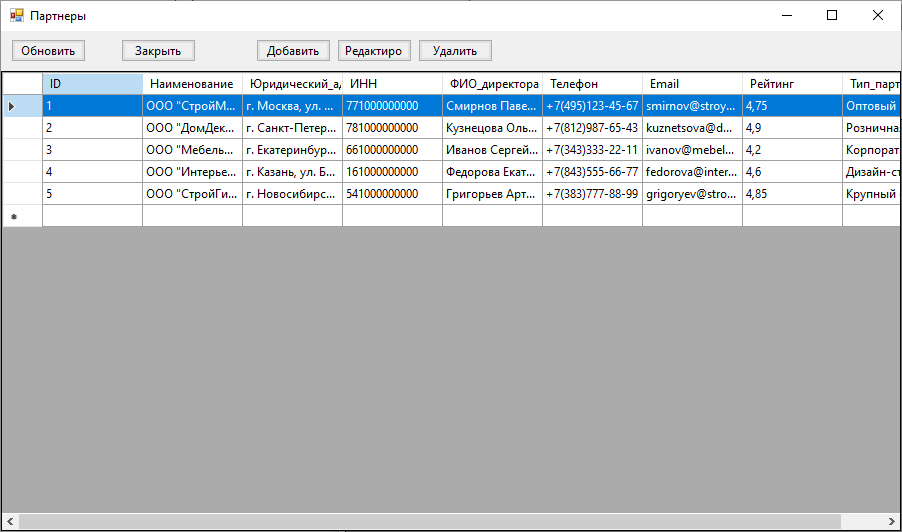 Партнеры
Обновить Закрыть Добавить Редактиро Удалить
ID Наименование Юридический_ад ИНН ФИО_директора Телефон Email Рейтинг Тип_парт
1 ООО "СтройМ... г. Москва, ул. ... 771000000000 Смирнов Паве... +7(495)123-45-67 smirnov@stroy... 4,75 Оптовый
2 ООО "ДомДек... г. Санкт-Петер... 781000000000 Кузнецова Оль... +7(812)987-65-43 kuznetsova@d... 4,9 Рознична
3 ООО "Мебель... г. Екатеринбур... 661000000000 Иванов Сергей... +7(343)333-22-11 ivanov@mebel... 4,2 Корпорат
4 ООО "Интерье... г. Казань, ул. Б... 161000000000 Федорова Екат... +7(843)555-66-77 fedorova@inter... 4,6 Дизайн-ст
5 ООО "СтройГи... г. Новосибирс... 541000000000 Григорьев Арт... +7(383)777-88-99 grigoryev@stro... 4,85 Крупный